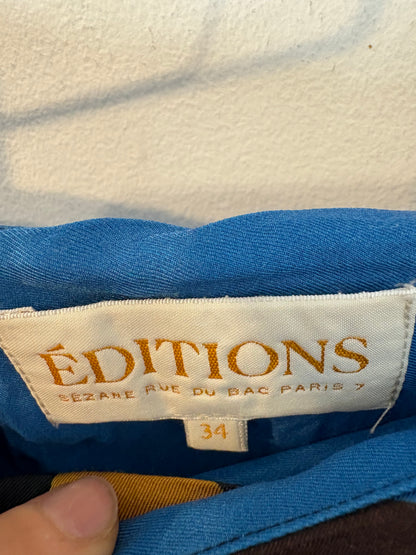 ÉDITIONS
SEZANE RUE DU BAC PARIS 7
34